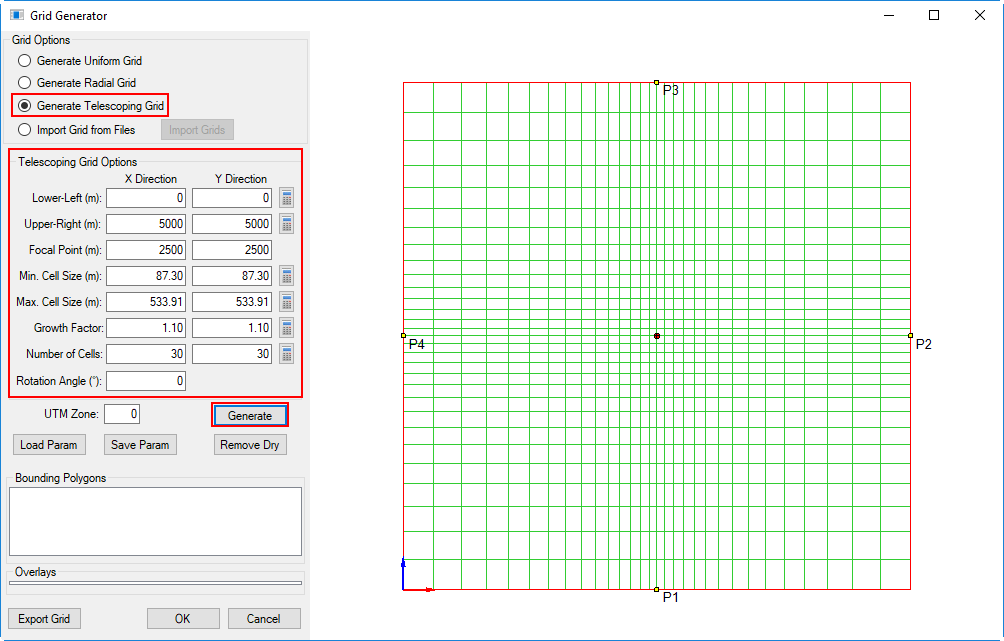 Grid Generator
Grid Options
Generate Uniform Grid
Generate Radial Grid
Generate Telescoping Grid
Import Grid from Files Import Grids
Telescoping Grid Options
X Direction Y Direction
Lower-Left (m): 0 0
Upper-Right (m): 5000 5000
Focal Point (m): 2500 2500
Min. Cell Size (m): 87.30 87.30
Max. Cell Size (m): 533.91 533.91
Growth Factor: 1.10 1.10
Number of Cells: 30 30
Rotation Angle (°): 0
UTM Zone: 0 Generate
Load Param Save Param Remove Dry
Bounding Polygons
Overlays
Export Grid OK Cancel
P3
P4
P2
P1